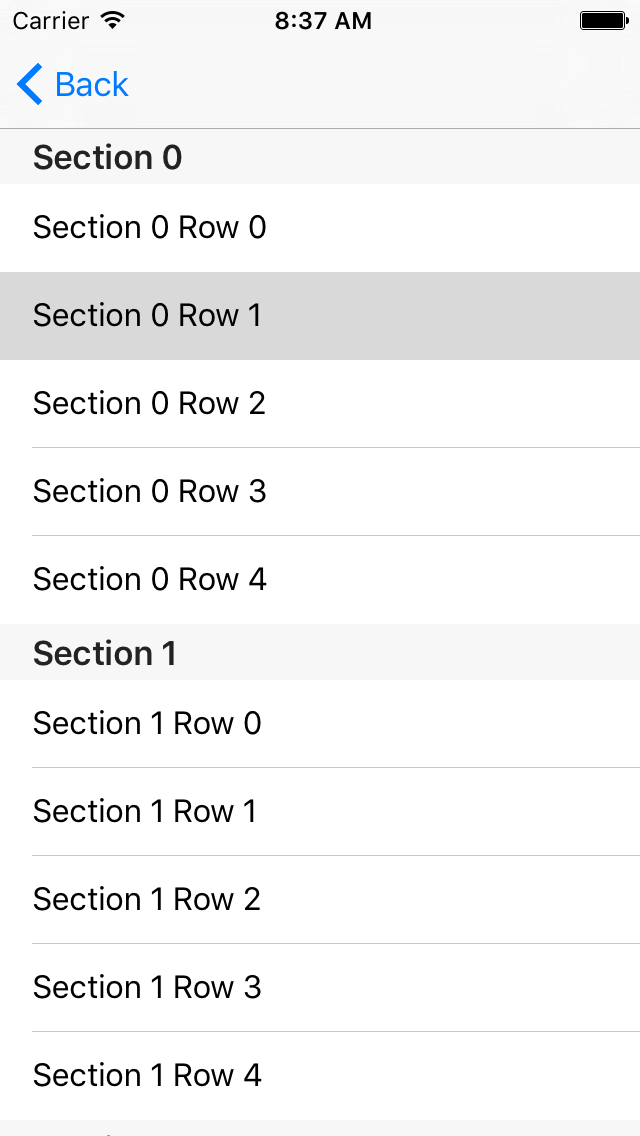 Carrier 8:37 AM
Back
Section 0
Section 0 Row 0
Section 0 Row 1
Section 0 Row 2
Section 0 Row 3
Section 0 Row 4
Section 1
Section 1 Row 0
Section 1 Row 1
Section 1 Row 2
Section 1 Row 3
Section 1 Row 4